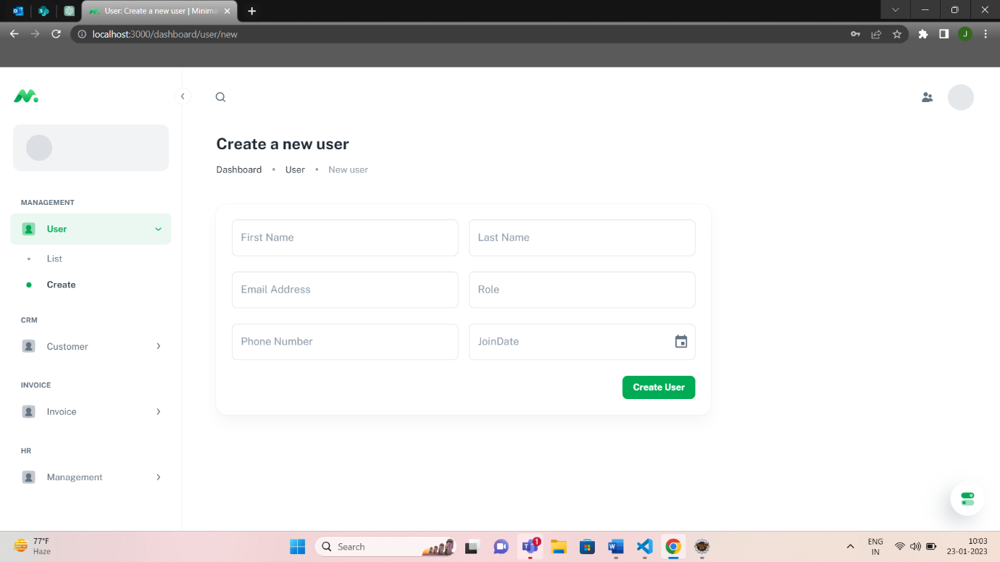 User: Create a new user | Minima
localhost:3000/dashboard/user/new
J
Create a new user
Dashboard • User • New user
MANAGEMENT
User
List
Create
CRM
Customer
INVOICE
Invoice
HR
Management
First Name
Last Name
Email Address
Role
Phone Number
JoinDate
Create User
77°F
Haze
Search
1
ENG
IN
10:03
23-01-2023